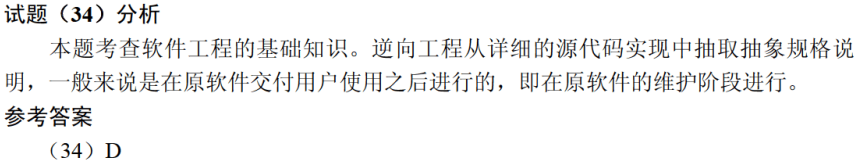 试题（34）分析
本题考查软件工程的基础知识。逆向工程从详细的源代码实现中抽取抽象规格说
明，一般来说是在原软件交付用户使用之后进行的，即在原软件的维护阶段进行。
参考答案
（34）D